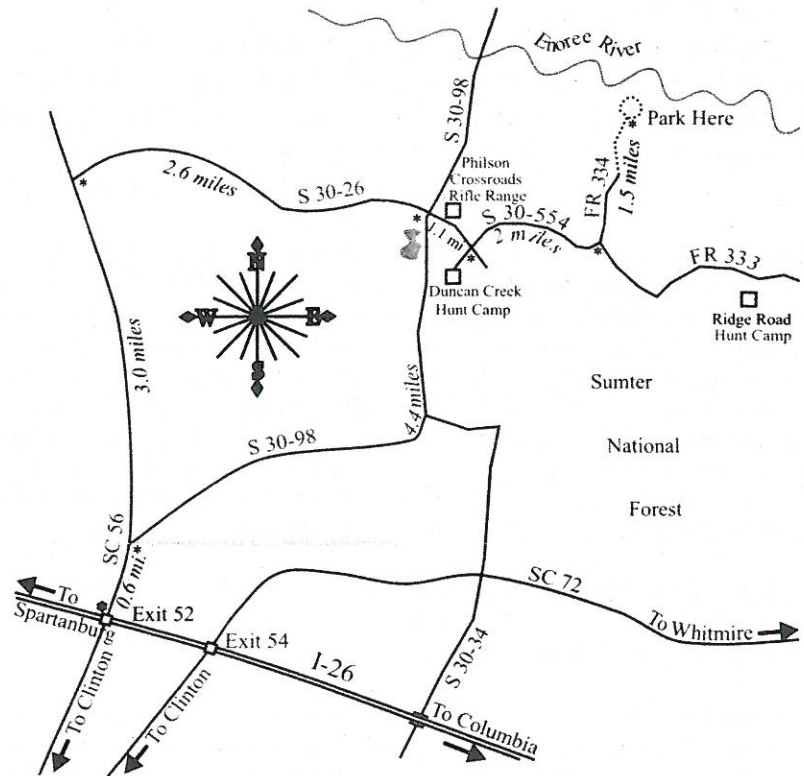 Enoree River
S 30-98
Park Here
2.6 miles
S 30-26
Philson
Crossroads
Rifle Range
FR 334
1.5 miles
1.1 mi
S 30-554
2 miles
FR 333
N
W
E
S
Duncan Creek
Hunt Camp
Ridge Road
Hunt Camp
3.0 miles
4.4 miles
Sumter
National
Forest
S 30-98
SC 56
0.6 mi.
SC 72
To
Spartanburg
Exit 52
Exit 54
To Whitmire
I-26
S 30-34
To Clinton
To Clinton
To Columbia